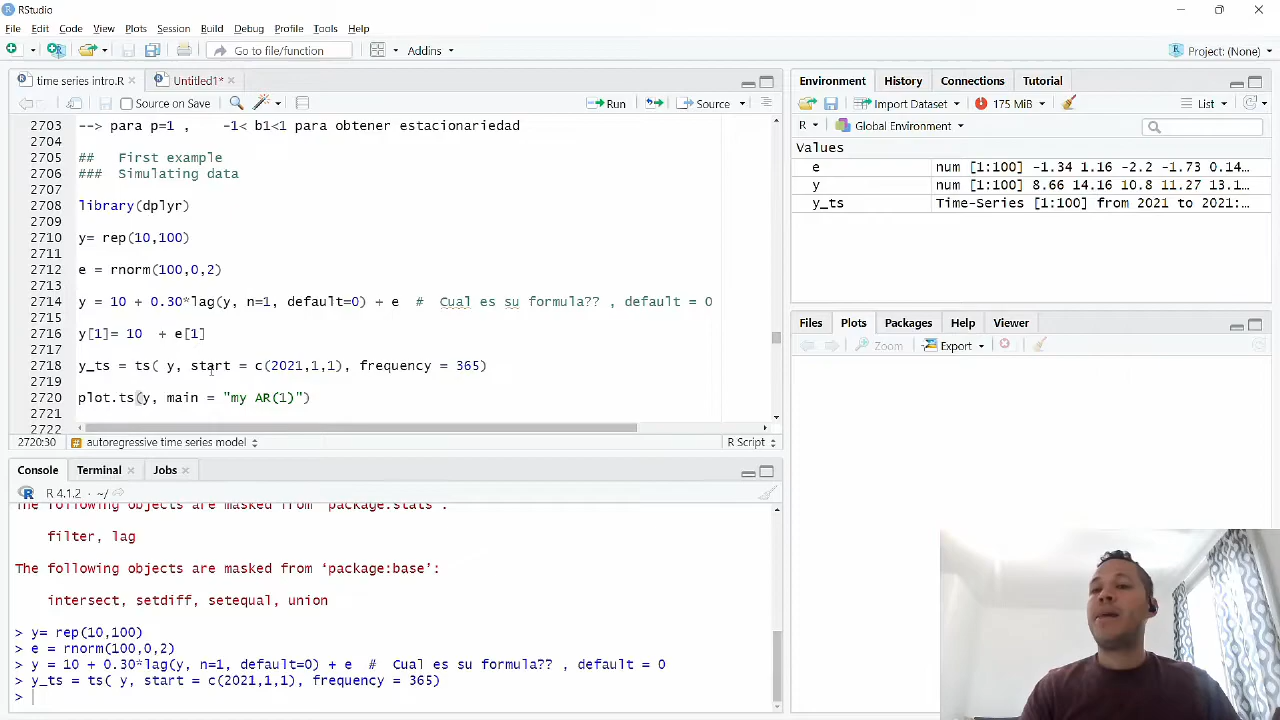 RStudio
File Edit Code View Plots Session Build Debug Profile Tools Help
Go to file/function Addins Project: (None)
time series intro.R Untitled1*
Source on Save Run Source
2703 --> para p=1 , -1< b1<1 para obtener estacionariedad
2704
2705 ## First example
2706 ### Simulating data
2707
2708 library(dplyr)
2709
2710 y= rep(10,100)
2711
2712 e = rnorm(100,0,2)
2713
2714 y = 10 + 0.30*lag(y, n=1, default=0) + e # Cual es su formula?? , default = 0
2715
2716 y[1]= 10 + e[1]
2717
2718 y_ts = ts( y, start = c(2021,1,1), frequency = 365)
2719
2720 plot.ts(y, main = "my AR(1)")
2721
2722
2720:30 # autoregressive time series model R Script
Console Terminal Jobs
R 4.1.2 · ~/
The following objects are masked from ‘package:stats’:
filter, lag
The following objects are masked from ‘package:base’:
intersect, setdiff, setequal, union
> y= rep(10,100)
> e = rnorm(100,0,2)
> y = 10 + 0.30*lag(y, n=1, default=0) + e # Cual es su formula?? , default = 0
> y_ts = ts( y, start = c(2021,1,1), frequency = 365)
>
Environment History Connections Tutorial
Import Dataset 175 MiB List
R Global Environment
Values
e num [1:100] -1.34 1.16 -2.2 -1.73 0.14…
y num [1:100] 8.66 14.16 10.8 11.27 13.1…
y_ts Time-Series [1:100] from 2021 to 2021:…
Files Plots Packages Help Viewer
Zoom Export